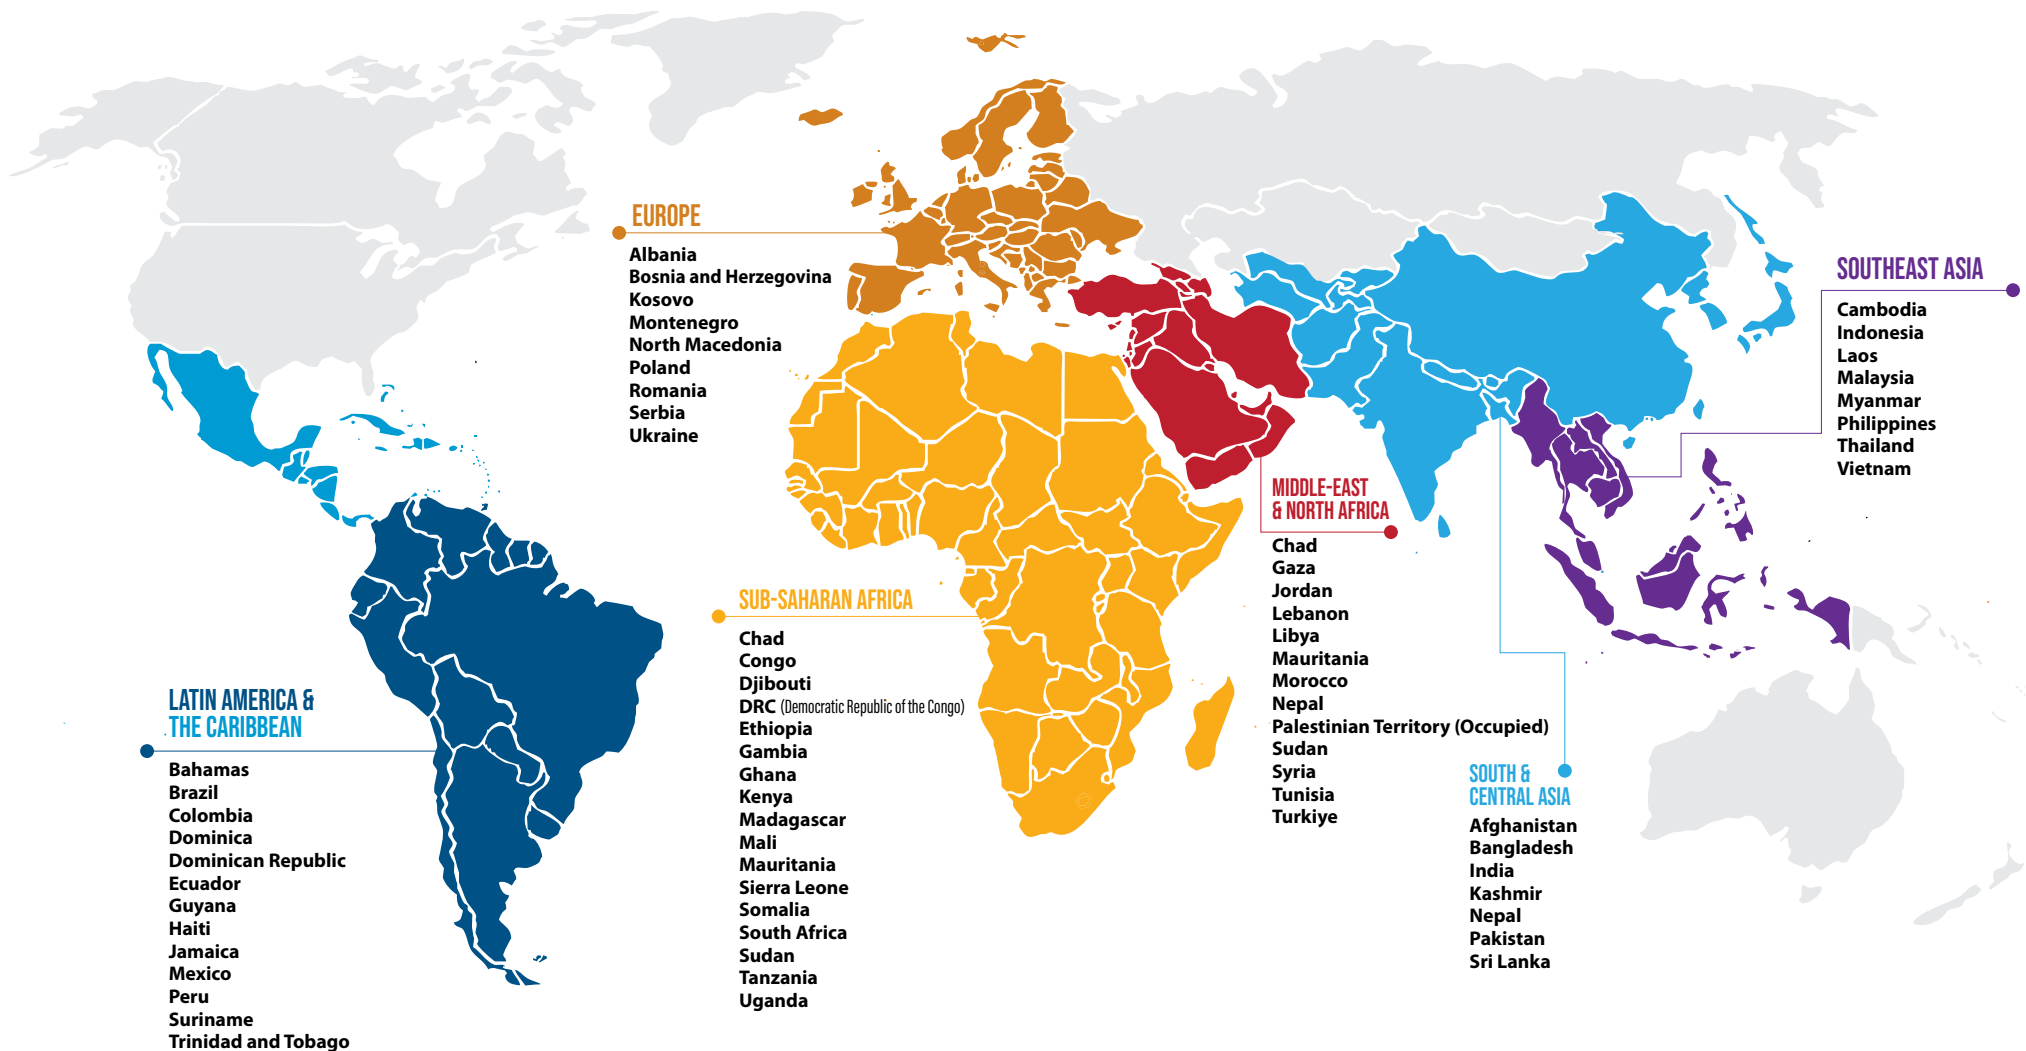 EUROPE
Albania
Bosnia and Herzegovina
Kosovo
Montenegro
North Macedonia
Poland
Romania
Serbia
Ukraine
SOUTHEAST ASIA
Cambodia
Indonesia
Laos
Malaysia
Myanmar
Philippines
Thailand
Vietnam
MIDDLE-EAST
& NORTH AFRICA
Chad
Gaza
Jordan
Lebanon
Libya
Mauritania
Morocco
Nepal
Palestinian Territory (Occupied)
Sudan
Syria
Tunisia
Turkiye
SUB-SAHARAN AFRICA
Chad
Congo
Djibouti
DRC (Democratic Republic of the Congo)
Ethiopia
Gambia
Ghana
Kenya
Madagascar
Mali
Mauritania
Sierra Leone
Somalia
South Africa
Sudan
Tanzania
Uganda
LATIN AMERICA &
THE CARIBBEAN
Bahamas
Brazil
Colombia
Dominica
Dominican Republic
Ecuador
Guyana
Haiti
Jamaica
Mexico
Peru
Suriname
Trinidad and Tobago
SOUTH &
CENTRAL ASIA
Afghanistan
Bangladesh
India
Kashmir
Nepal
Pakistan
Sri Lanka